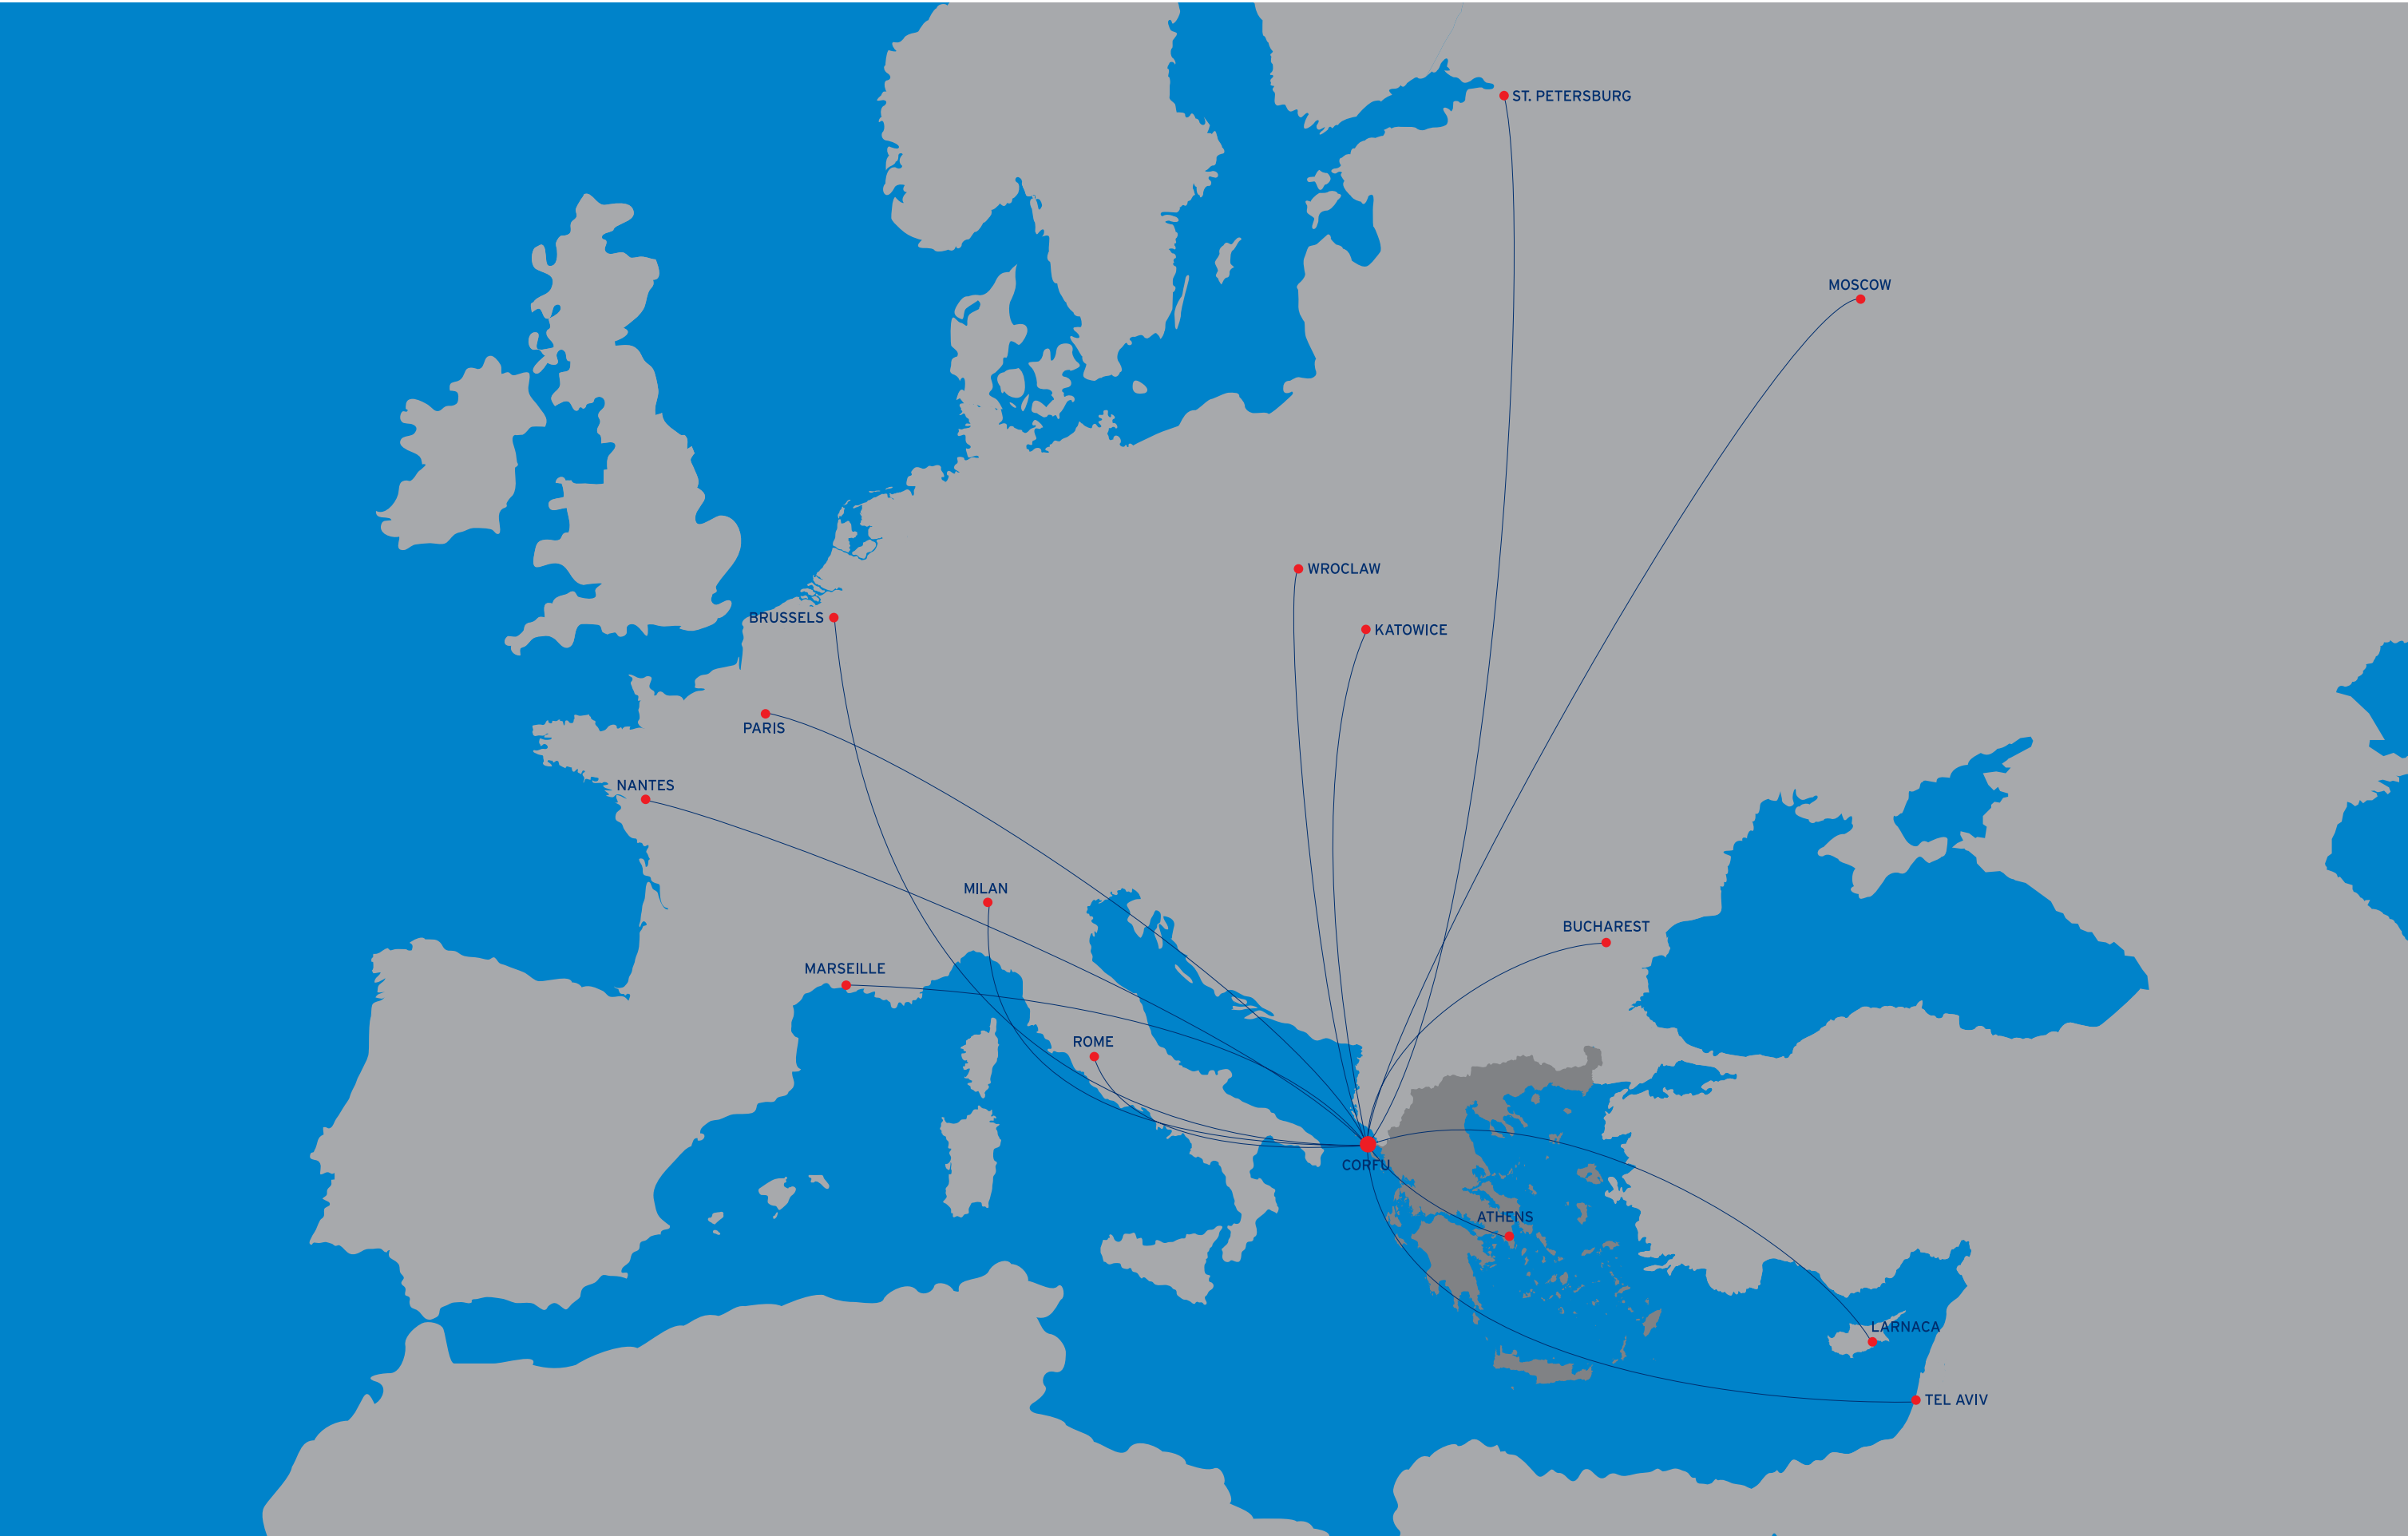 ST. PETERSBURG
MOSCOW
WROCLAW
BRUSSELS
KATOWICE
PARIS
NANTES
MILAN
BUCHAREST
MARSEILLE
ROME
CORFU
ATHENS
LARNACA
TEL AVIV